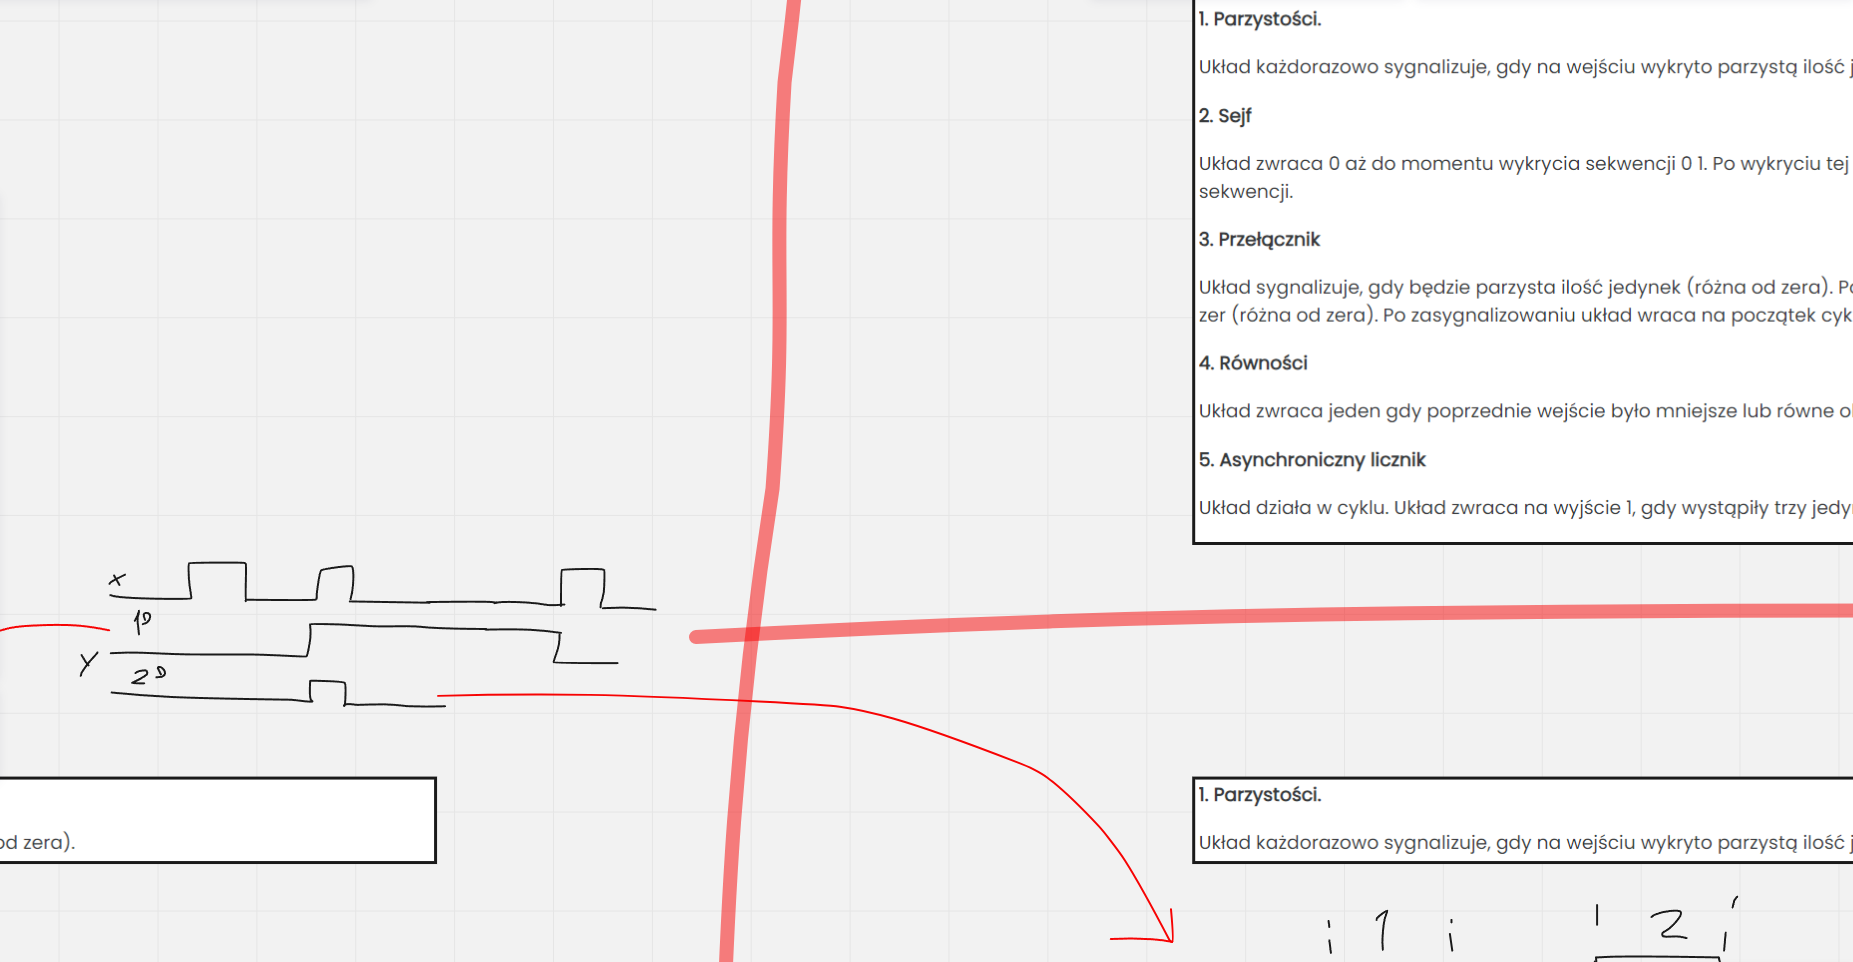 1. Parzystości.
Układ każdorazowo sygnalizuje, gdy na wejściu wykryto parzystą ilość
2. Sejf
Układ zwraca 0 aż do momentu wykrycia sekwencji 0 1. Po wykryciu tej
sekwencji.
3. Przełącznik
Układ sygnalizuje, gdy będzie parzysta ilość jedynek (różna od zera).
zer (różna od zera). Po zasygnalizowaniu układ wraca na początek cyk
4. Równości
Układ zwraca jeden gdy poprzednie wejście było mniejsze lub równe
5. Asynchroniczny licznik
Układ działa w cyklu. Układ zwraca na wyjście 1, gdy wystąpiły trzy jedy
x
1)
Y
2)
od zera).
1. Parzystości.
Układ każdorazowo sygnalizuje, gdy na wejściu wykryto parzystą ilość
1 2